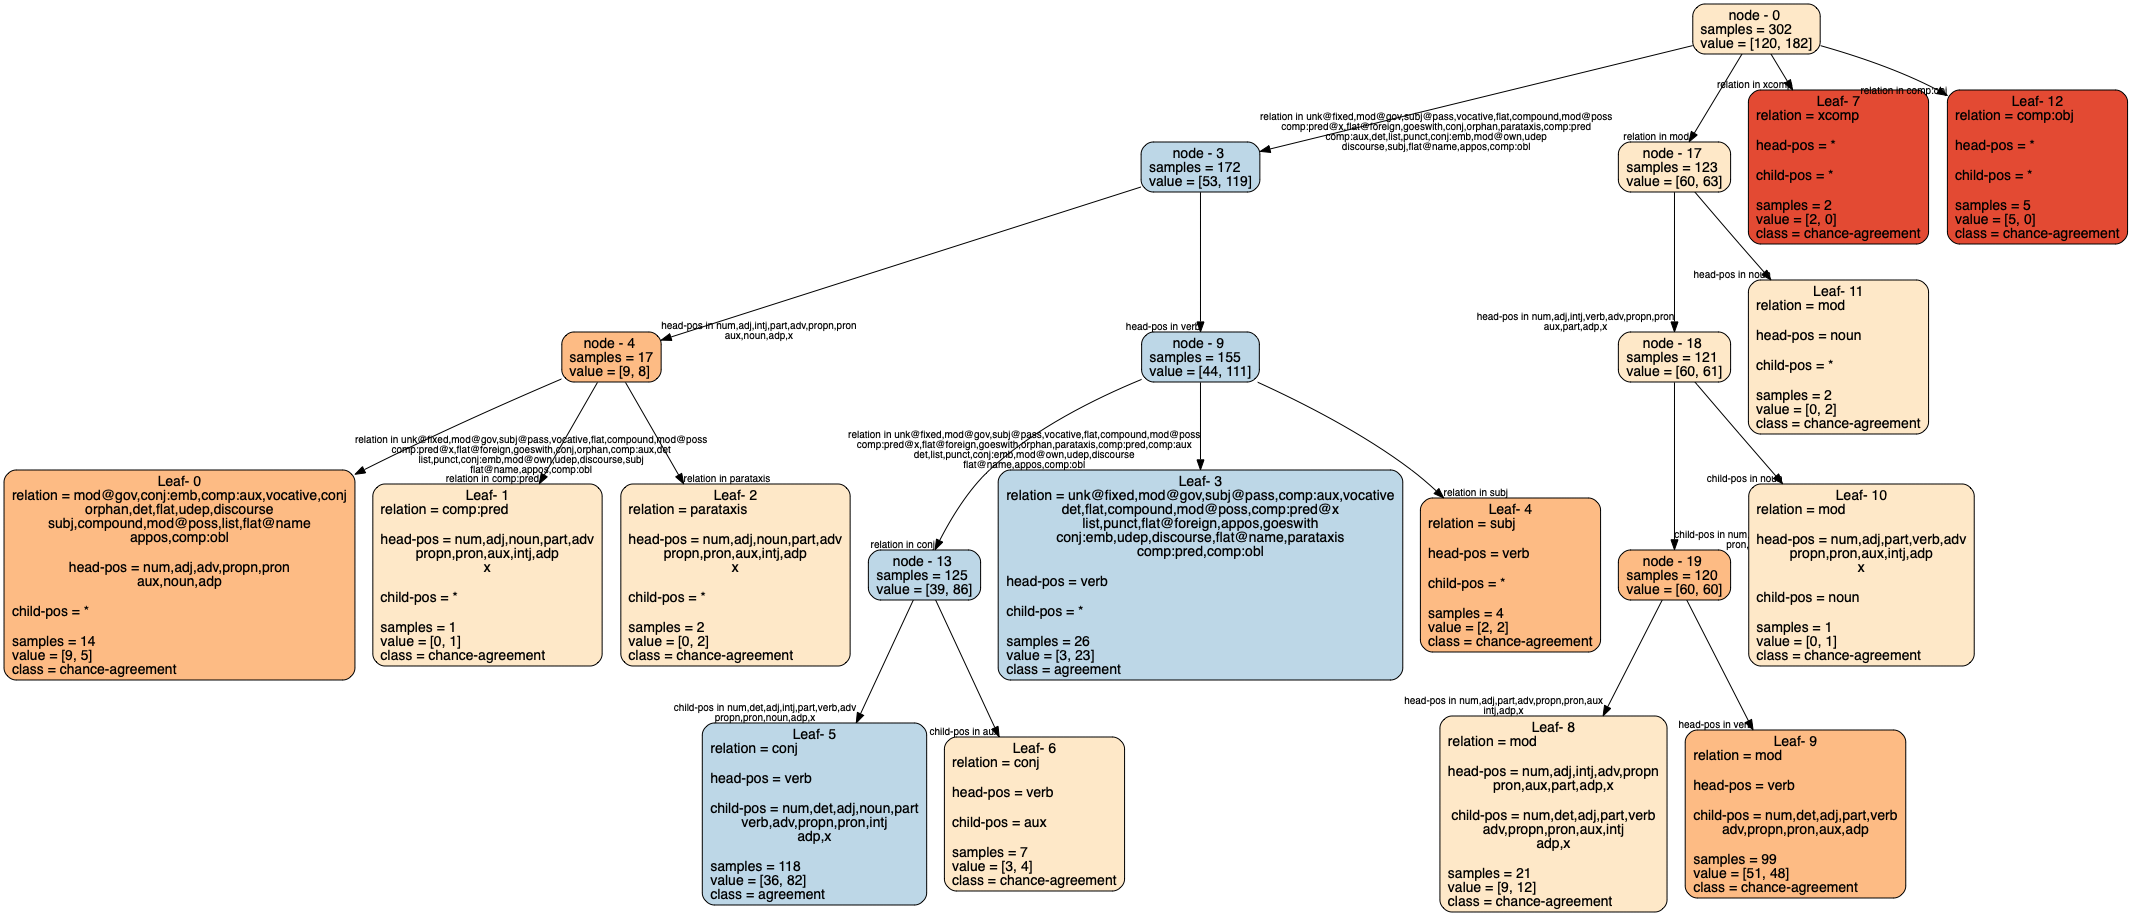 node - 0
samples = 302
value = [120, 182]
relation in unk@fixed,mod@gov,subj@pass,vocative,flat,compound,mod@poss
comp:pred@x,flat@foreign,goeswith,conj,orphan,parataxis,comp:pred
comp:aux,det,list,punct,conj:emb,mod@own,udep
discourse,subj,flat@name,appos,comp:obl
relation in mod
relation in xcomp
relation in comp:obj
node - 3
samples = 172
value = [53, 119]
node - 17
samples = 123
value = [60, 63]
Leaf- 7
relation = xcomp
head-pos = *
child-pos = *
samples = 2
value = [2, 0]
class = chance-agreement
Leaf- 12
relation = comp:obj
head-pos = *
child-pos = *
samples = 5
value = [5, 0]
class = chance-agreement
head-pos in num,adj,intj,part,adv,propn,pron
aux,noun,adp,x
head-pos in verb
head-pos in num,adj,intj,verb,adv,propn,pron
aux,part,adp,x
head-pos in noun
node - 4
samples = 17
value = [9, 8]
node - 9
samples = 155
value = [44, 111]
node - 18
samples = 121
value = [60, 61]
Leaf- 11
relation = mod
head-pos = noun
child-pos = *
samples = 2
value = [0, 2]
class = chance-agreement
relation in unk@fixed,mod@gov,subj@pass,vocative,flat,compound,mod@poss
comp:pred@x,flat@foreign,goeswith,conj,orphan,comp:aux,det
list,punct,conj:emb,mod@own,udep,discourse,subj
flat@name,appos,comp:obl
relation in comp:pred
relation in parataxis
relation in unk@fixed,mod@gov,subj@pass,vocative,flat,compound,mod@poss
comp:pred@x,flat@foreign,goeswith,orphan,parataxis,comp:pred,comp:aux
det,list,punct,conj:emb,mod@own,udep,discourse
flat@name,appos,comp:obl
relation in conj
relation in subj
child-pos in num
pron,
child-pos in noun
Leaf- 0
relation = mod@gov,conj:emb,comp:aux,vocative,conj
orphan,det,flat,udep,discourse
subj,compound,mod@poss,list,flat@name
appos,comp:obl
head-pos = num,adj,adv,propn,pron
aux,noun,adp
child-pos = *
samples = 14
value = [9, 5]
class = chance-agreement
Leaf- 1
relation = comp:pred
head-pos = num,adj,noun,part,adv
propn,pron,aux,intj,adp
x
child-pos = *
samples = 1
value = [0, 1]
class = chance-agreement
Leaf- 2
relation = parataxis
head-pos = num,adj,noun,part,adv
propn,pron,aux,intj,adp
x
child-pos = *
samples = 2
value = [0, 2]
class = chance-agreement
node - 13
samples = 125
value = [39, 86]
Leaf- 3
relation = unk@fixed,mod@gov,subj@pass,comp:aux,vocative
det,flat,compound,mod@poss,comp:pred@x
list,punct,flat@foreign,appos,goeswith
conj:emb,udep,discourse,flat@name,parataxis
comp:pred,comp:obl
head-pos = verb
child-pos = *
samples = 26
value = [3, 23]
class = agreement
Leaf- 4
relation = subj
head-pos = verb
child-pos = *
samples = 4
value = [2, 2]
class = chance-agreement
node - 19
samples = 120
value = [60, 60]
Leaf- 10
relation = mod
head-pos = num,adj,part,verb,adv
propn,pron,aux,intj,adp
x
child-pos = noun
samples = 1
value = [0, 1]
class = chance-agreement
child-pos in num,det,adj,intj,part,verb,adv
propn,pron,noun,adp,x
child-pos in aux
head-pos in num,adj,part,adv,propn,pron,aux
intj,adp,x
head-pos in verb
Leaf- 5
relation = conj
head-pos = verb
child-pos = num,det,adj,noun,part
verb,adv,propn,pron,intj
adp,x
samples = 118
value = [36, 82]
class = agreement
Leaf- 6
relation = conj
head-pos = verb
child-pos = aux
samples = 7
value = [3, 4]
class = chance-agreement
Leaf- 8
relation = mod
head-pos = num,adj,intj,adv,propn
pron,aux,part,adp,x
child-pos = num,det,adj,part,verb
adv,propn,pron,aux,intj
adp,x
samples = 21
value = [9, 12]
class = chance-agreement
Leaf- 9
relation = mod
head-pos = verb
child-pos = num,det,adj,part,verb
adv,propn,pron,aux,adp
samples = 99
value = [51, 48]
class = chance-agreement